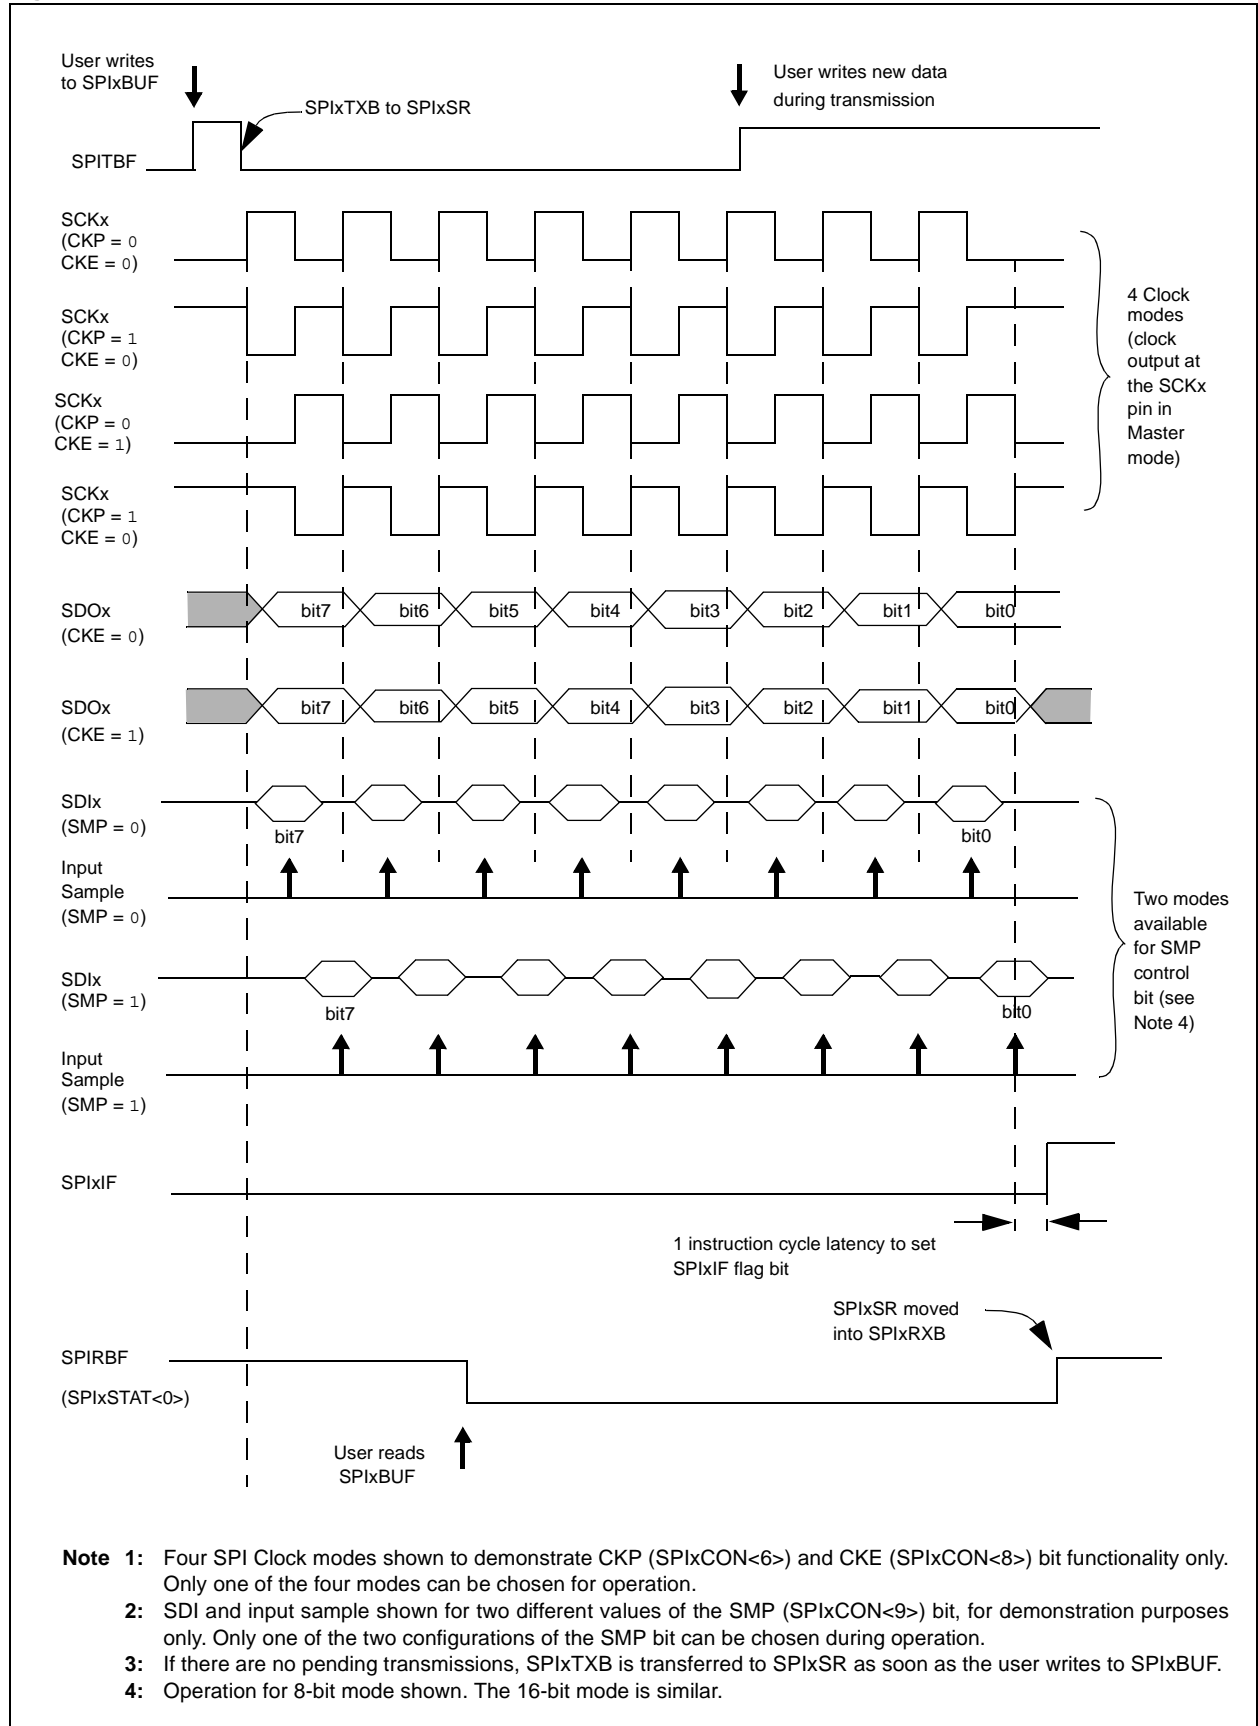 User writes
to SPIxBUF
User writes new data
during transmission
SPIxTXB to SPIxSR
SPITBF
SCKx
(CKP = 0
CKE = 0)
SCKx
(CKP = 1
CKE = 0)
SCKx
(CKP = 0
CKE = 1)
SCKx
(CKP = 1
CKE = 0)
4 Clock
modes
(clock
output at
the SCKx
pin in
Master
mode)
SDOx
(CKE = 0)
bit7 bit6 bit5 bit4 bit3 bit2 bit1 bit0
SDOx
(CKE = 1)
bit7 bit6 bit5 bit4 bit3 bit2 bit1 bit0
SDIx
(SMP = 0)
bit7 bit0
Input
Sample
(SMP = 0)
SDIx
(SMP = 1)
bit7 bit0
Input
Sample
(SMP = 1)
Two modes
available
for SMP
control
bit (see
Note 4)
SPIxIF
1 instruction cycle latency to set
SPIxIF flag bit
SPIxSR moved
into SPIxRXB
SPIRBF
(SPIxSTAT<0>)
User reads
SPIxBUF
Note 1: Four SPI Clock modes shown to demonstrate CKP (SPIxCON<6>) and CKE (SPIxCON<8>) bit functionality only.
Only one of the four modes can be chosen for operation.
2: SDI and input sample shown for two different values of the SMP (SPIxCON<9>) bit, for demonstration purposes
only. Only one of the two configurations of the SMP bit can be chosen during operation.
3: If there are no pending transmissions, SPIxTXB is transferred to SPIxSR as soon as the user writes to SPIxBUF.
4: Operation for 8-bit mode shown. The 16-bit mode is similar.